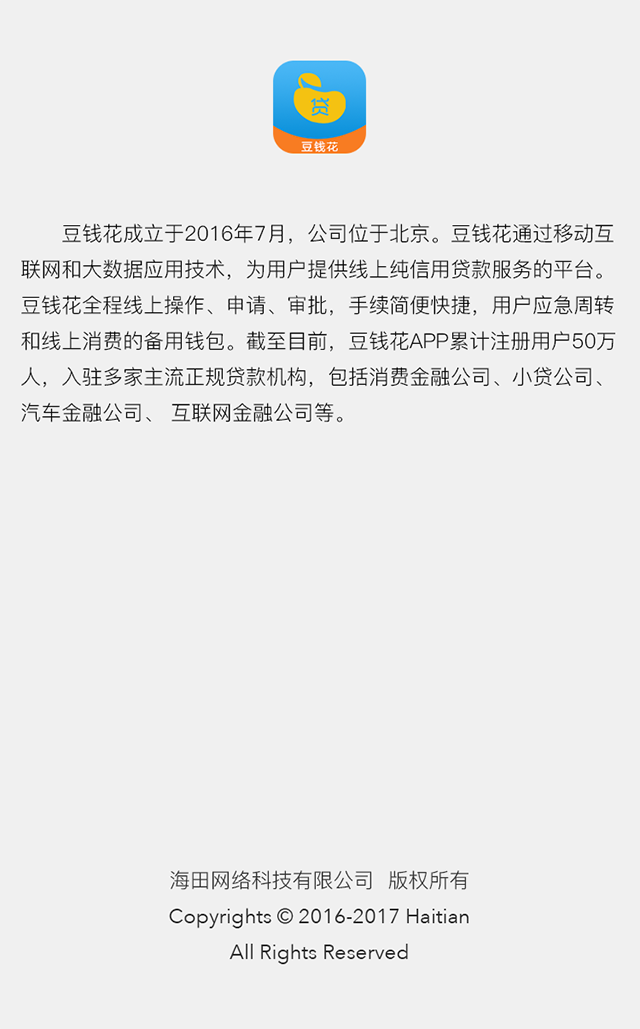 贷
豆钱花
豆钱花成立于2016年7月，公司位于北京。豆钱花通过移动互
联网和大数据应用技术，为用户提供线上纯信用贷款服务的平台。
豆钱花全程线上操作、申请、审批，手续简便快捷，用户应急周转
和线上消费的备用钱包。截至目前，豆钱花APP累计注册用户50万
人，入驻多家主流正规贷款机构，包括消费金融公司、小贷公司、
汽车金融公司、 互联网金融公司等。
海田网络科技有限公司 版权所有
Copyrights © 2016-2017 Haitian
All Rights Reserved